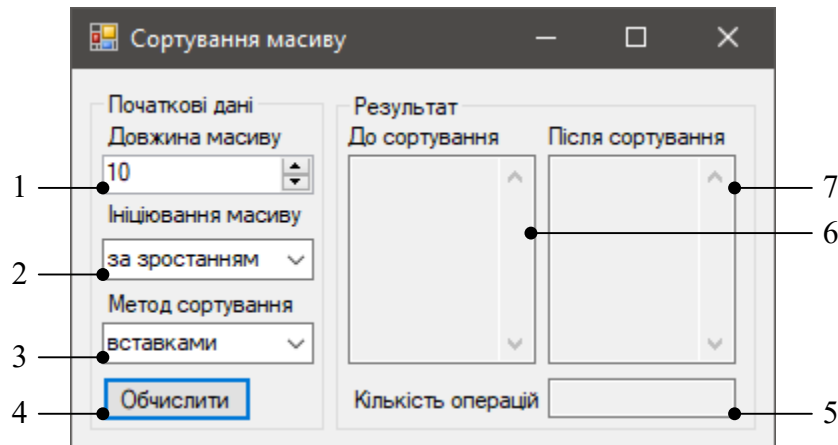 Сортування масиву
Початкові дані
Довжина масиву
1
10
Ініціювання масиву
2
за зростанням
Метод сортування
3
вставками
4
Обчислити
Результат
До сортування
Після сортування
7
6
Кількість операцій
5